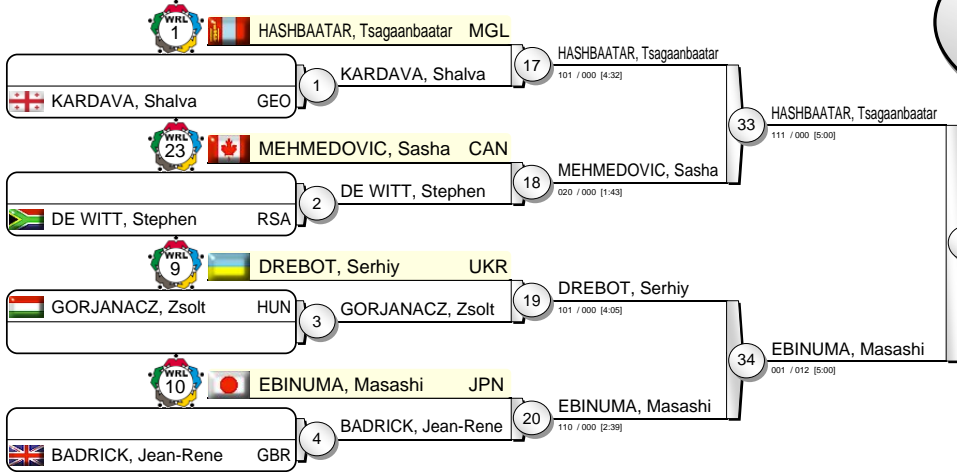 WRL 1 HASHBAATAR, Tsagaanbaatar MGL
KARDAVA, Shalva GEO
1 KARDAVA, Shalva
17 HASHBAATAR, Tsagaanbaatar
101 / 000 [4:32]
WRL 23 MEHMEDOVIC, Sasha CAN
DE WITT, Stephen RSA
2 DE WITT, Stephen
18 MEHMEDOVIC, Sasha
020 / 000 [1:43]
33 HASHBAATAR, Tsagaanbaatar
111 / 000 [5:00]
WRL 9 DREBOT, Serhiy UKR
GORJANACZ, Zsolt HUN
3 GORJANACZ, Zsolt
19 DREBOT, Serhiy
101 / 000 [4:05]
WRL 10 EBINUMA, Masashi JPN
BADRICK, Jean-Rene GBR
4 BADRICK, Jean-Rene
20 EBINUMA, Masashi
110 / 000 [2:39]
34 EBINUMA, Masashi
001 / 012 [5:00]